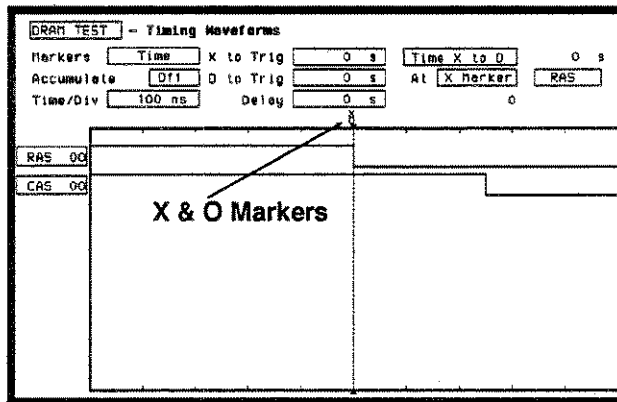 DRAM TEST - Timing Waveforms
Markers Time X to Trig 0 s Time X to O 0 s
Accumulate Off O to Trig 0 s At X Marker RAS
Time/Div 100 ns Delay 0 s 0
X
O
RAS 00
CAS 00
X & O Markers